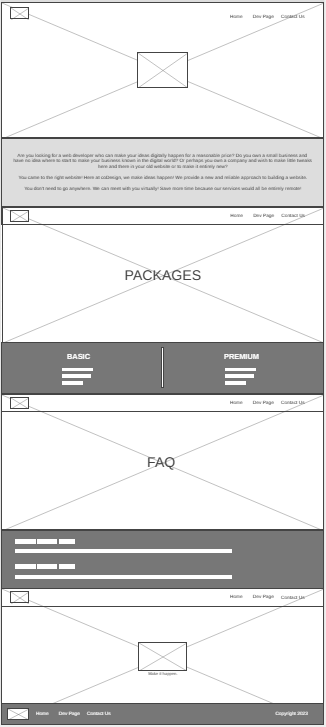 Home Dev Page Contact Us
Are you looking for a web developer who can make your ideas digitally happen for a reasonable price? Do you own a small business and
have no idea where to start to make your business known in the digital world? Or perhaps you own a company and wish to make little tweaks
here and there in your old website or to make it entirely new?
You came to the right website! Here at codesign, we make ideas happen! We provide a new and reliable approach to building a website.
You don't need to go anywhere. We can meet with you virtually! Save more time because our services would all be entirely remote!
Home Dev Page Contact Us
PACKAGES
BASIC PREMIUM
Home Dev Page Contact Us
FAQ
Home Dev Page Contact Us
Make it happen.
Home Dev Page Contact Us Copyright 2023